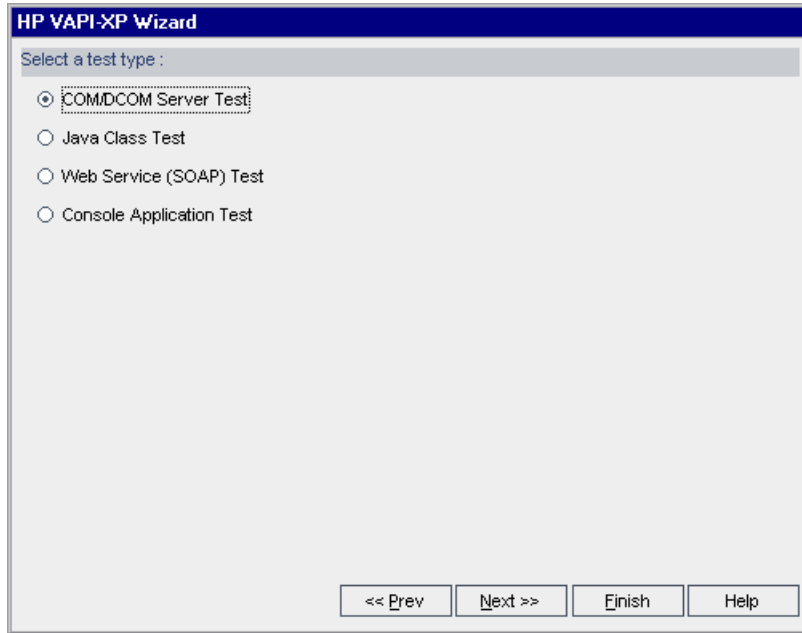 HP VAPI-XP Wizard
Select a test type :
COM/DCOM Server Test
Java Class Test
Web Service (SOAP) Test
Console Application Test
<< Prev Next >> Finish Help